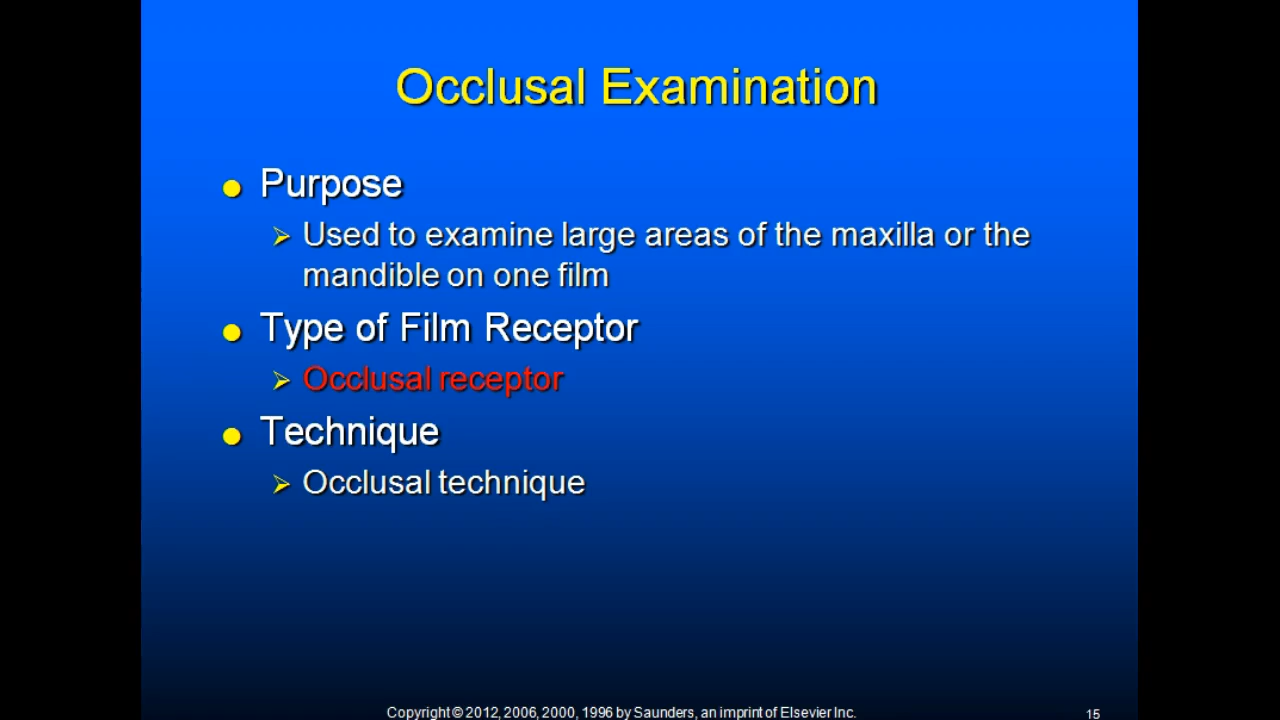 Occlusal Examination
Purpose
Used to examine large areas of the maxilla or the
mandible on one film
Type of Film Receptor
Occlusal receptor
Technique
Occlusal technique
Copyright © 2012, 2006, 2000, 1996 by Saunders, an imprint of Elsevier Inc.
15